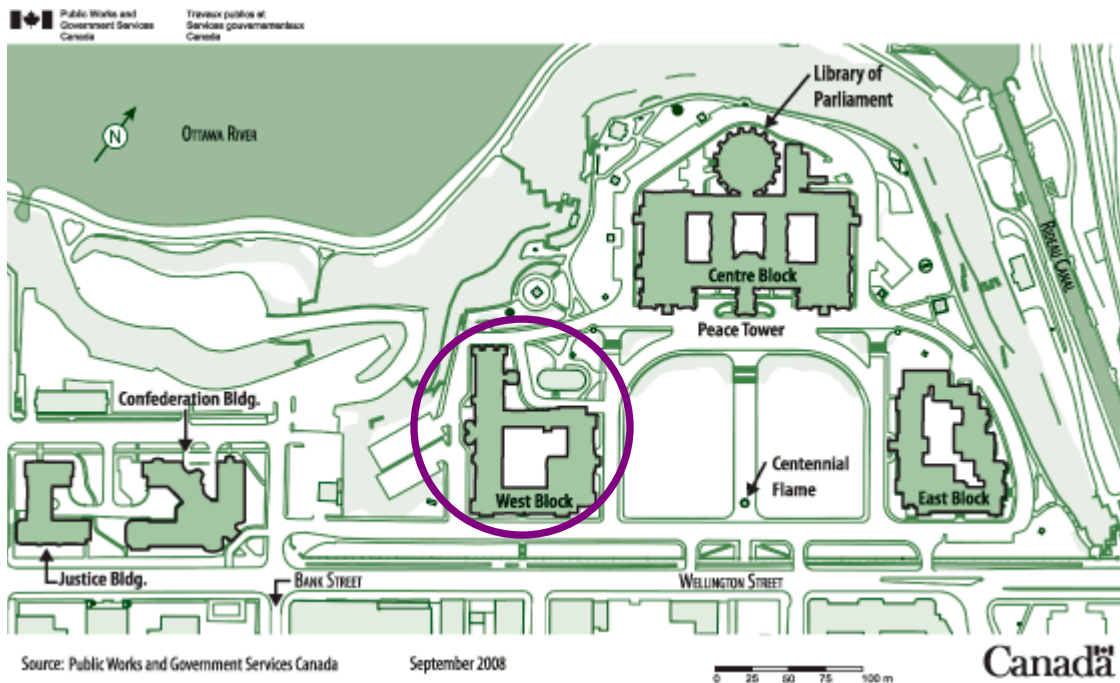 Public Works and
Government Services
Canada
Travaux publics et
Services gouvernementaux
Canada
Library of
Parliament
N
OTTAWA RIVER
RIDEAU CANAL
Centre Block
Peace Tower
Confederation Bldg.
Centennial
Flame
West Block
East Block
Justice Bldg.
BANK STREET
WELLINGTON STREET
Source: Public Works and Government Services Canada
September 2008
0 25 50 75 100 m
Canada